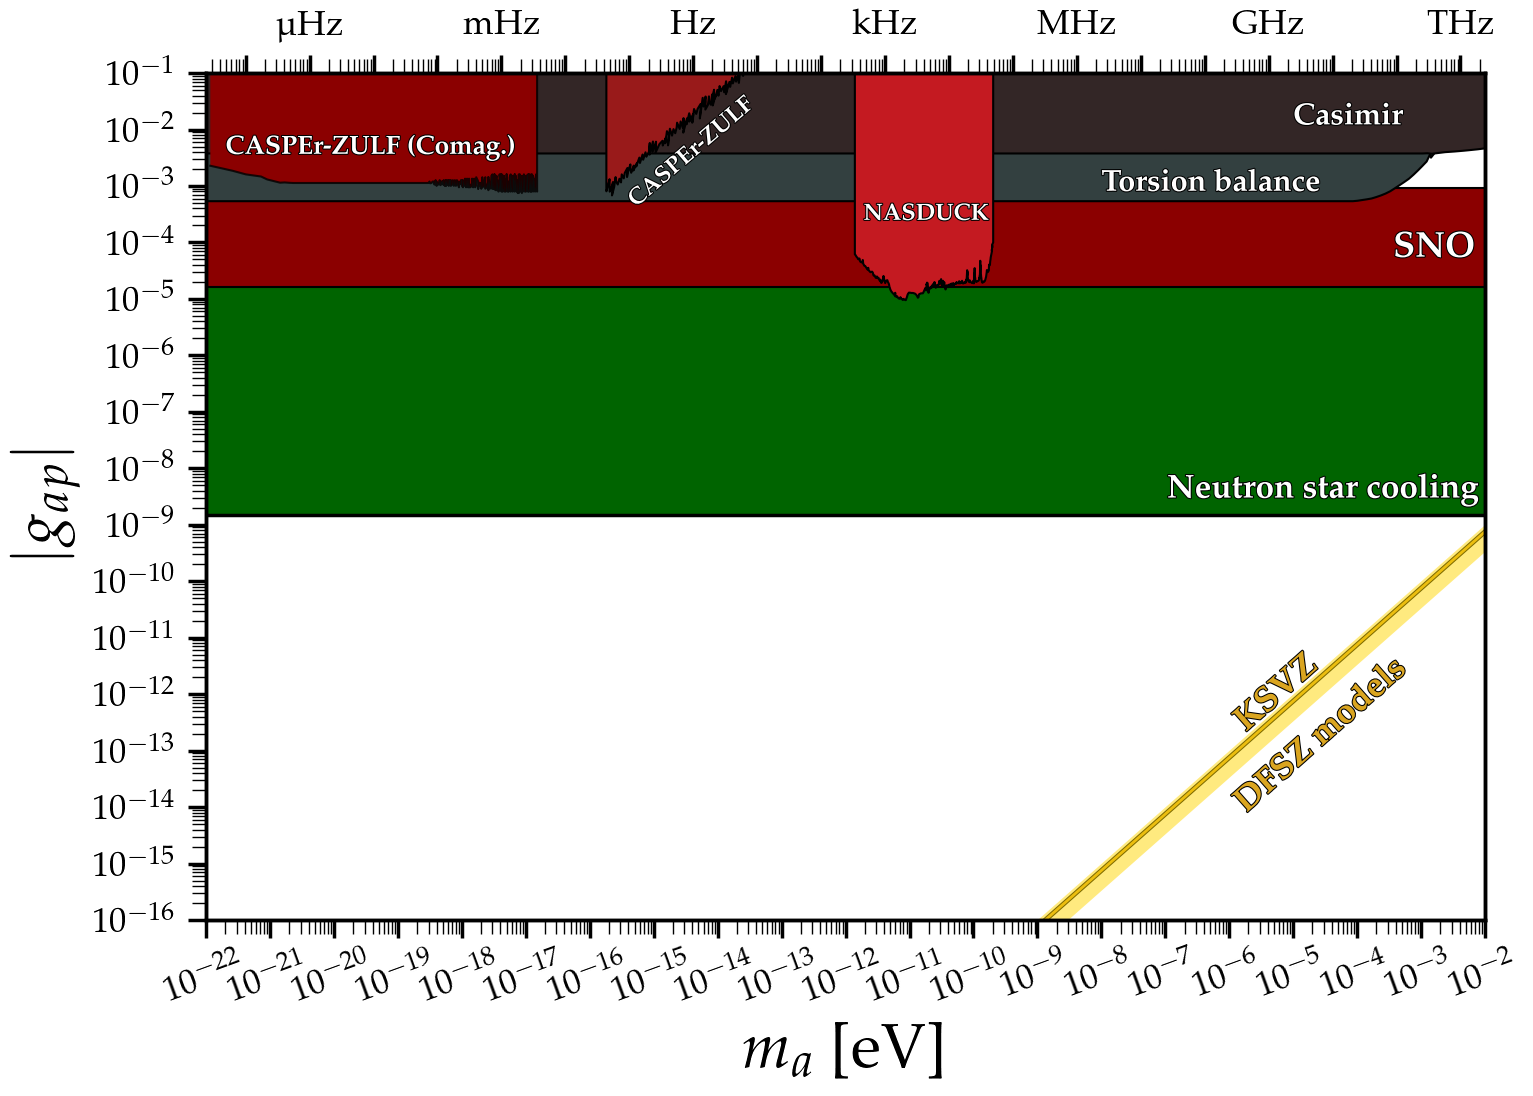 μHz mHz Hz kHz MHz GHz THz
10⁻¹
10⁻²
10⁻³
10⁻⁴
10⁻⁵
10⁻⁶
10⁻⁷
10⁻⁸
10⁻⁹
10⁻¹⁰
10⁻¹¹
10⁻¹²
10⁻¹³
10⁻¹⁴
10⁻¹⁵
10⁻¹⁶
|g_{ap}|
CASPEr-ZULF (Comag.)
CASPEr-ZULF
NASDUCK
Casimir
Torsion balance
SNO
Neutron star cooling
KSVZ
DFSZ models
10⁻²² 10⁻²¹ 10⁻²⁰ 10⁻¹⁹ 10⁻¹⁸ 10⁻¹⁷ 10⁻¹⁶ 10⁻¹⁵ 10⁻¹⁴ 10⁻¹³ 10⁻¹² 10⁻¹¹ 10⁻¹⁰ 10⁻⁹ 10⁻⁸ 10⁻⁷ 10⁻⁶ 10⁻⁵ 10⁻⁴ 10⁻³ 10⁻²
m_a [eV]